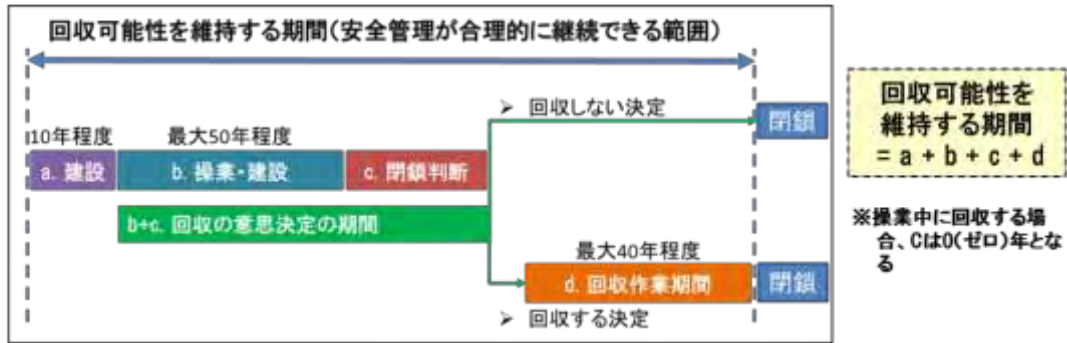 回収可能性を維持する期間(安全管理が合理的に継続できる範囲)
➢ 回収しない決定
閉鎖
10年程度
最大50年程度
a. 建設
b. 操業・建設
c. 閉鎖判断
b+c. 回収の意思決定の期間
最大40年程度
d. 回収作業期間
閉鎖
➢ 回収する決定
回収可能性を
維持する期間
= a + b + c + d
※操業中に回収する場
合、Cは0(ゼロ)年とな
る